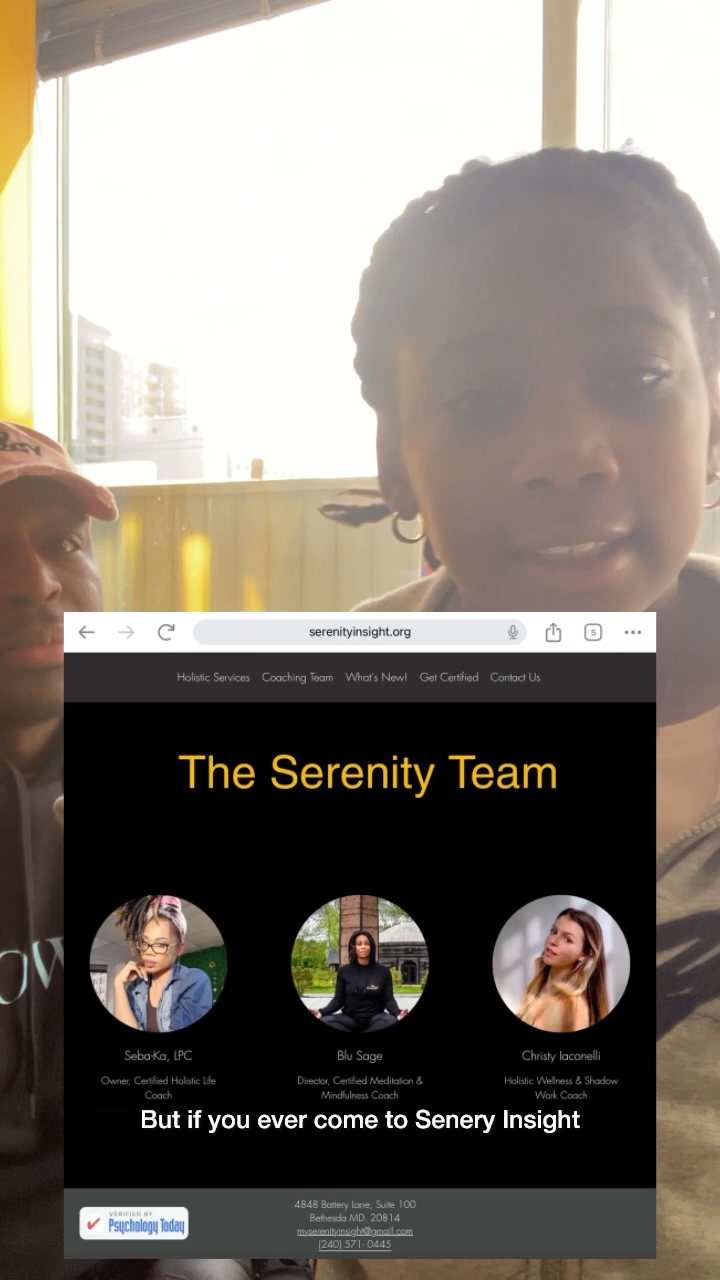 serenityinsight.org
5
Holistic Services Coaching Team What's New! Get Certified Contact Us
The Serenity Team
Seba-Ka, LPC
Owner, Certified Holistic Life
Coach
Blu Sage
Director, Certified Meditation &
Mindfulness Coach
Christy Iaconelli
Holistic Wellness & Shadow
Work Coach
But if you ever come to Senery Insight
VERIFIED BY
Psychology Today
4848 Battery Lane, Suite 100
Bethesda MD, 20814
myserenityinsight@gmail.com
(240) 571- 0445